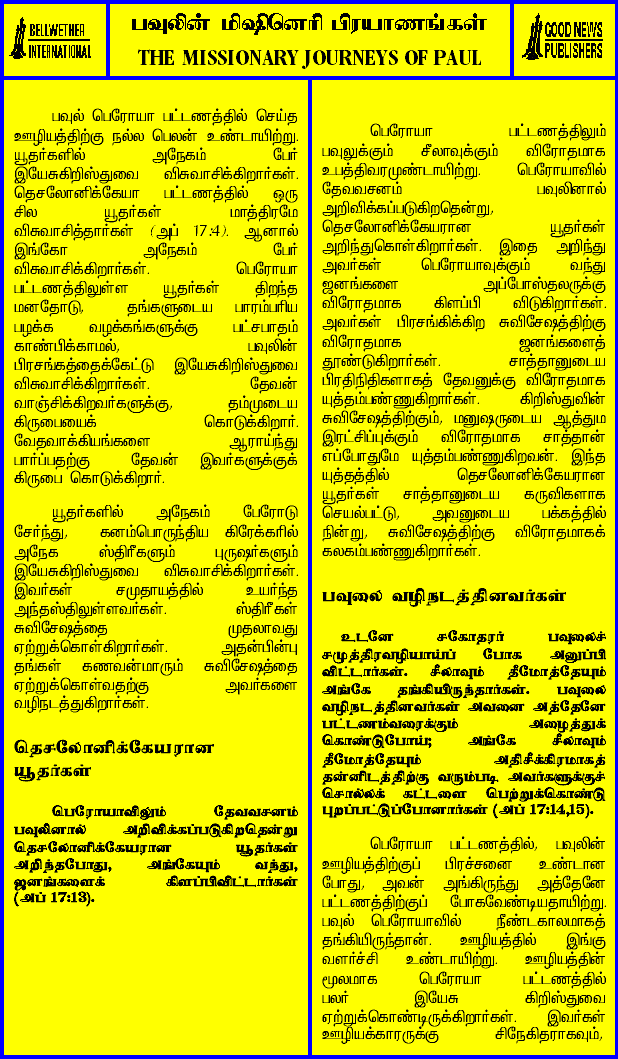 BELLWETHER
INTERNATIONAL
பவுலின் மிஷினெரி பிரயாணங்கள்
THE MISSIONARY JOURNEYS OF PAUL
GOOD NEWS
PUBLISHERS
பவுல் பெரோயா பட்டணத்தில் செய்த
ஊழியத்திற்கு நல்ல பெலன் உண்டாயிற்று.
யூதர்களில் அநேகம் பேர்
இயேசுகிறிஸ்துவை விசுவாசிக்கிறார்கள்.
தெசலோனிக்கேயா பட்டணத்தில் ஒரு
சில யூதர்கள் மாத்திரமே
விசுவாசித்தார்கள் (அப் 17:4). ஆனால்
இங்கோ அநேகம் பேர்
விசுவாசிக்கிறார்கள். பெரோயா
பட்டணத்திலுள்ள யூதர்கள் திறந்த
மனதோடு, தங்களுடைய பாரம்பரிய
பழக்க வழக்கங்களுக்கு பட்சபாதம்
காண்பிக்காமல், பவுலின்
பிரசங்கத்தைக்கேட்டு இயேசுகிறிஸ்துவை
விசுவாசிக்கிறார்கள். தேவன்
வாஞ்சிக்கிறவர்களுக்கு, தம்முடைய
கிருபையைக் கொடுக்கிறார்.
வேதவாக்கியங்களை ஆராய்ந்து
பார்ப்பதற்கு தேவன் இவர்களுக்குக்
கிருபை கொடுக்கிறார்.
யூதர்களில் அநேகம் பேரோடு
சேர்ந்து, கனம்பொருந்திய கிரேக்கரில்
அநேக ஸ்திரீகளும் புருஷர்களும்
இயேசுகிறிஸ்துவை விசுவாசிக்கிறார்கள்.
இவர்கள் சமுதாயத்தில் உயர்ந்த
அந்தஸ்திலுள்ளவர்கள். ஸ்திரீகள்
சுவிசேஷத்தை முதலாவது
ஏற்றுக்கொள்கிறார்கள். அதன்பின்பு
தங்கள் கணவன்மாரும் சுவிசேஷத்தை
ஏற்றுக்கொள்வதற்கு அவர்களை
வழிநடத்துகிறார்கள்.
தெசலோனிக்கேயரான
யூதர்கள்
பெரோயாவிலும் தேவவசனம்
பவுலினால் அறிவிக்கப்படுகிறதென்று
தெசலோனிக்கேயரான யூதர்கள்
அறிந்தபோது, அங்கேயும் வந்து,
ஜனங்களைக் கிளப்பிவிட்டார்கள்
(அப் 17:13).
பெரோயா பட்டணத்திலும்
பவுலுக்கும் சீலாவுக்கும் விரோதமாக
உபத்திவரமுண்டாயிற்று. பெரோயாவில்
தேவவசனம் பவுலினால்
அறிவிக்கப்படுகிறதென்று,
தெசலோனிக்கேயரான யூதர்கள்
அறிந்துகொள்கிறார்கள். இதை அறிந்து
அவர்கள் பெரோயாவுக்கும் வந்து
ஜனங்களை அப்போஸ்தலருக்கு
விரோதமாக கிளப்பி விடுகிறார்கள்.
அவர்கள் பிரசங்கிக்கிற சுவிசேஷத்திற்கு
விரோதமாக ஜனங்களைத்
தூண்டுகிறார்கள். சாத்தானுடைய
பிரதிநிதிகளாகத் தேவனுக்கு விரோதமாக
யுத்தம்பண்ணுகிறார்கள். கிறிஸ்துவின்
சுவிசேஷத்திற்கும், மனுஷருடைய ஆத்தும
இரட்சிப்புக்கும் விரோதமாக சாத்தான்
எப்போதுமே யுத்தம்பண்ணுகிறவன். இந்த
யுத்தத்தில் தெசலோனிக்கேயரான
யூதர்கள் சாத்தானுடைய கருவிகளாக
செயல்பட்டு, அவனுடைய பக்கத்தில்
நின்று, சுவிசேஷத்திற்கு விரோதமாகக்
கலகம்பண்ணுகிறார்கள்.
பவுலை வழிநடத்தினவர்கள்
உடனே சகோதரர் பவுலைச்
சமுத்திரவழியாய்ப் போக அனுப்பி
விட்டார்கள். சீலாவும் தீமோத்தேயும்
அங்கே தங்கியிருந்தார்கள். பவுலை
வழிநடத்தினவர்கள் அவனை அத்தேனே
பட்டணம்வரைக்கும் அழைத்துக்
கொண்டுபோய்; அங்கே சீலாவும்
தீமோத்தேயும் அதிசீக்கிரமாகத்
தன்னிடத்திற்கு வரும்படி அவர்களுக்குச்
சொல்லக் கட்டளை பெற்றுக்கொண்டு
புறப்பட்டுப்போனார்கள் (அப் 17:14,15).
பெரோயா பட்டணத்தில், பவுலின்
ஊழியத்திற்குப் பிரச்சனை உண்டான
போது, அவன் அங்கிருந்து அத்தேனே
பட்டணத்திற்குப் போகவேண்டியதாயிற்று.
பவுல் பெரோயாவில் நீண்டகாலமாகத்
தங்கியிருந்தான். ஊழியத்தில் இங்கு
வளர்ச்சி உண்டாயிற்று. ஊழியத்தின்
மூலமாக பெரோயா பட்டணத்தில்
பலர் இயேசு கிறிஸ்துவை
ஏற்றுக்கொண்டிருக்கிறார்கள். இவர்கள்
ஊழியக்காரருக்கு சிநேகிதராகவும்,